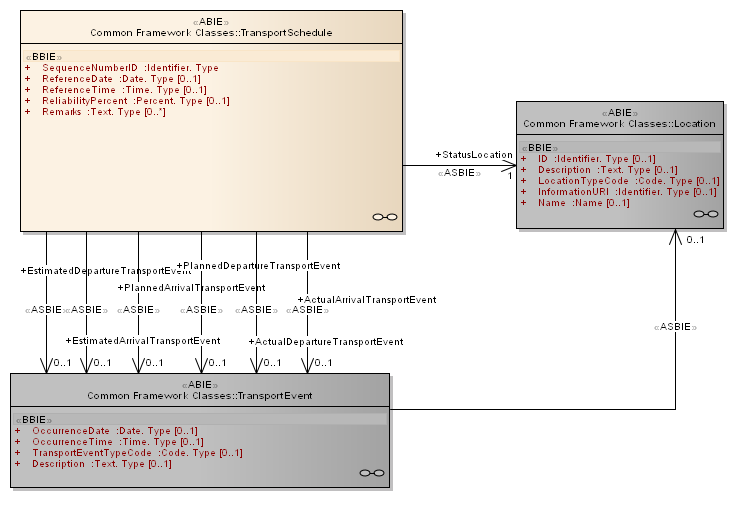 «ABIE»
Common Framework Classes::TransportSchedule
«BBIE»
+ SequenceNumberID :Identifier. Type
+ ReferenceDate :Date. Type [0..1]
+ ReferenceTime :Time. Type [0..1]
+ ReliabilityPercent :Percent. Type [0..1]
+ Remarks :Text. Type [0..*]
«ABIE»
Common Framework Classes::Location
«BBIE»
+ ID :Identifier. Type [0..1]
+ Description :Text. Type [0..1]
+ LocationTypeCode :Code. Type [0..1]
+ InformationURI :Identifier. Type [0..1]
+ Name :Name [0..1]
+StatusLocation
«ASBIE»
1
0..1
+PlannedDepartureTransportEvent
+EstimatedDepartureTransportEvent
+PlannedArrivalTransportEvent
+ActualArrivalTransportEvent
«ASBIE» «ASBIE» «ASBIE» «ASBIE» «ASBIE» «ASBIE»
«ASBIE»
+EstimatedArrivalTransportEvent
+ActualDepartureTransportEvent
0..1 0..1 0..1 0..1 0..1 0..1
«ABIE»
Common Framework Classes::TransportEvent
«BBIE»
+ OccurrenceDate :Date. Type [0..1]
+ OccurrenceTime :Time. Type [0..1]
+ TransportEventTypeCode :Code. Type [0..1]
+ Description :Text. Type [0..1]